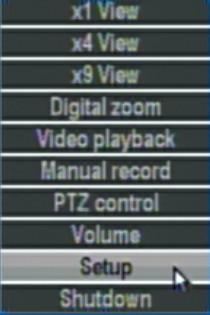 x1 View
x4 View
x9 View
Digital zoom
Video playback
Manual record
PTZ control
Volume
Setup
Shutdown